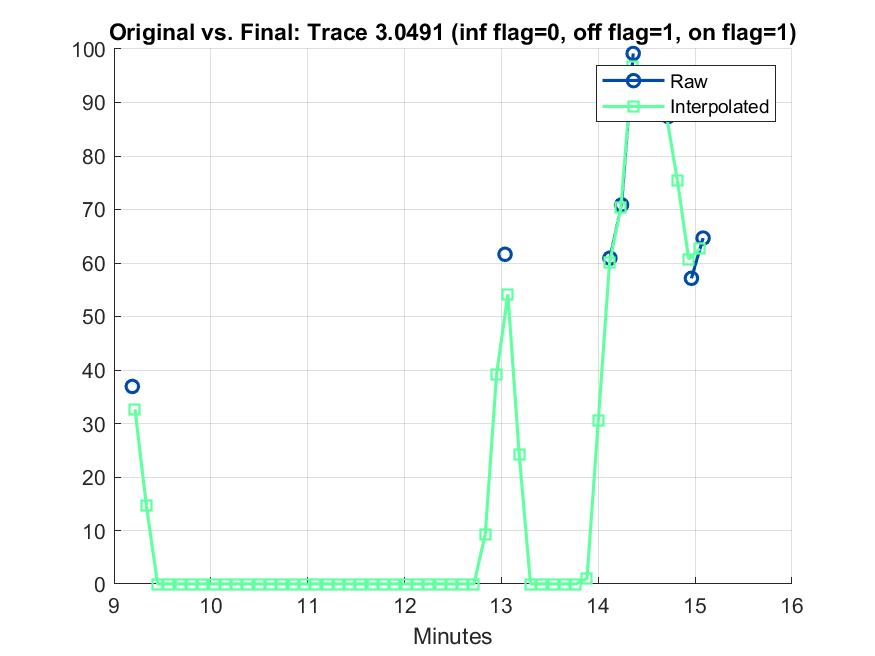 Original vs. Final: Trace 3.0491 (inf flag=0, off flag=1, on flag=1)
100
90
80
70
60
50
40
30
20
10
0
Raw
Interpolated
9 10 11 12 13 14 15 16
Minutes